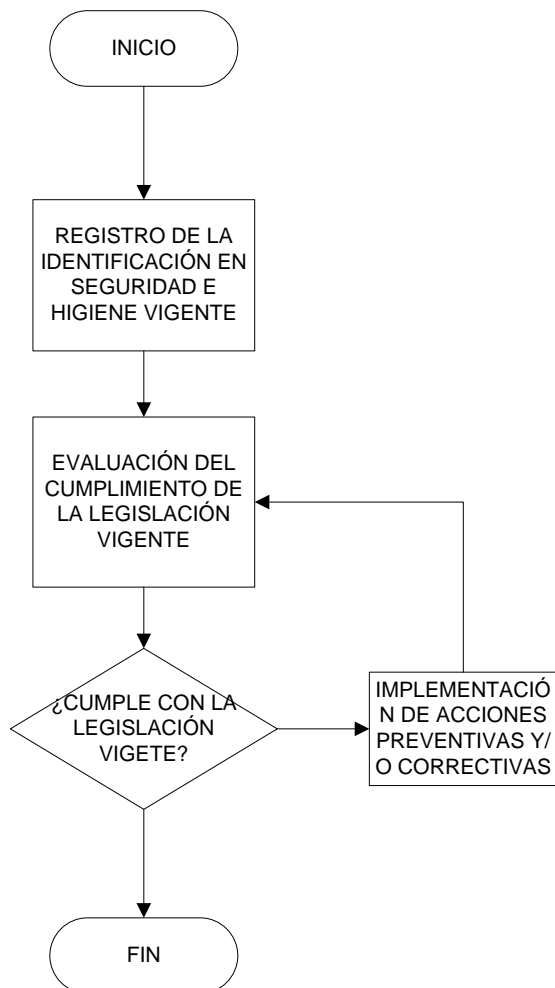 INICIO
REGISTRO DE LA
IDENTIFICACIÓN EN
SEGURIDAD E
HIGIENE VIGENTE
EVALUACIÓN DEL
CUMPLIMIENTO DE
LA LEGISLACIÓN
VIGENTE
¿CUMPLE CON LA
LEGISLACIÓN
VIGETE?
IMPLEMENTACIÓ
N DE ACCIONES
PREVENTIVAS Y/
O CORRECTIVAS
FIN